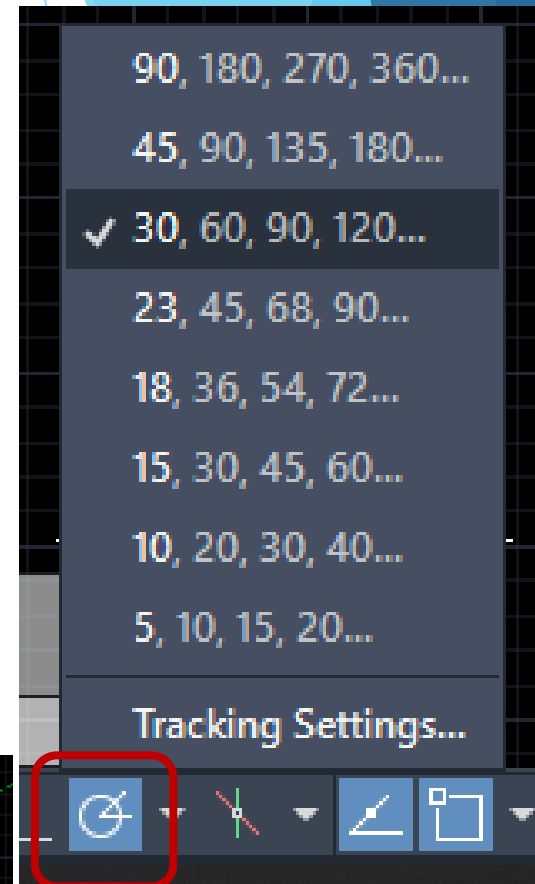 90, 180, 270, 360...
45, 90, 135, 180...
30, 60, 90, 120...
23, 45, 68, 90...
18, 36, 54, 72...
15, 30, 45, 60...
10, 20, 30, 40...
5, 10, 15, 20...
Tracking Settings...